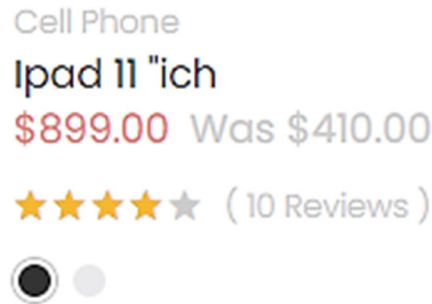 Cell Phone
Ipad 11 "ich
$899.00 Was $410.00
( 10 Reviews )